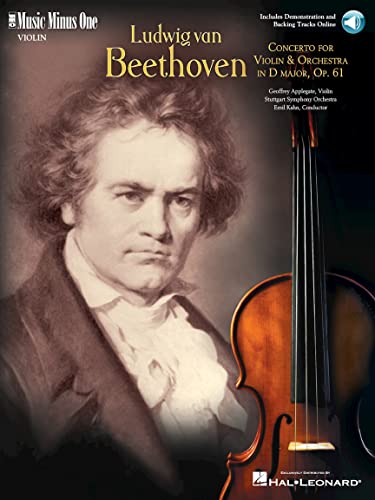 Music Minus One
VIOLIN
Includes Demonstration and
Backing Tracks Online
Ludwig van
Beethoven
Concerto for
Violin & Orchestra
in D major, Op. 61
Geoffrey Applegate, Violin
Stuttgart Symphony Orchestra
Emil Kahn, Conductor
Exclusively Distributed By
HAL•LEONARD®